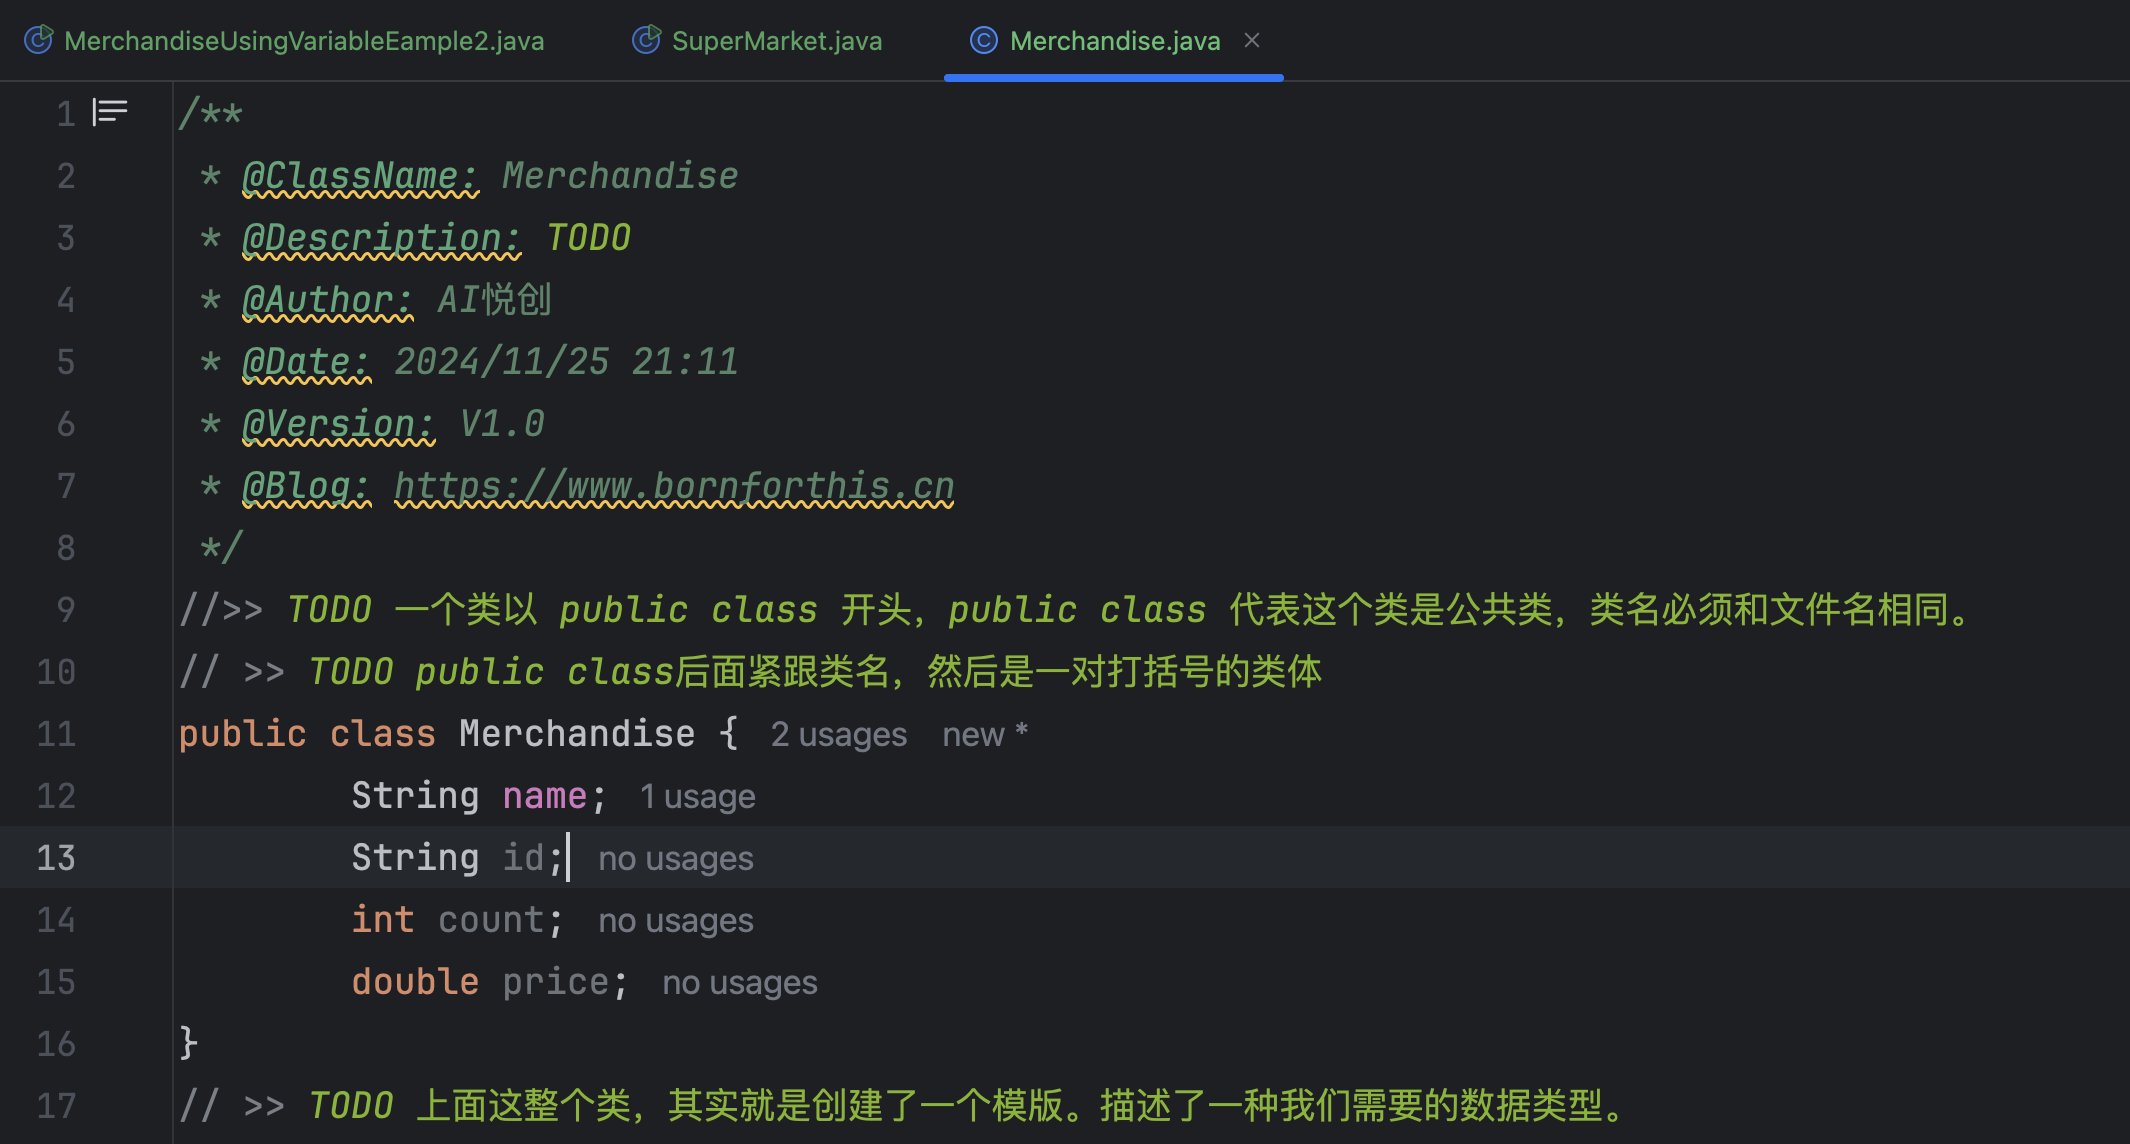 MerchandiseUsingVariableEample2.java SuperMarket.java Merchandise.java
1 /**
2 * @ClassName: Merchandise
3 * @Description: TODO
4 * @Author: AI悦创
5 * @Date: 2024/11/25 21:11
6 * @Version: V1.0
7 * @Blog: https://www.bornforthis.cn
8 */
9 //>> TODO 一个类以 public class 开头，public class 代表这个类是公共类，类名必须和文件名相同。
10 // >> TODO public class后面紧跟类名，然后是一对打括号的类体
11 public class Merchandise { 2 usages new *
12 String name; 1 usage
13 String id; no usages
14 int count; no usages
15 double price; no usages
16 }
17 // >> TODO 上面这整个类，其实就是创建了一个模版。描述了一种我们需要的数据类型。